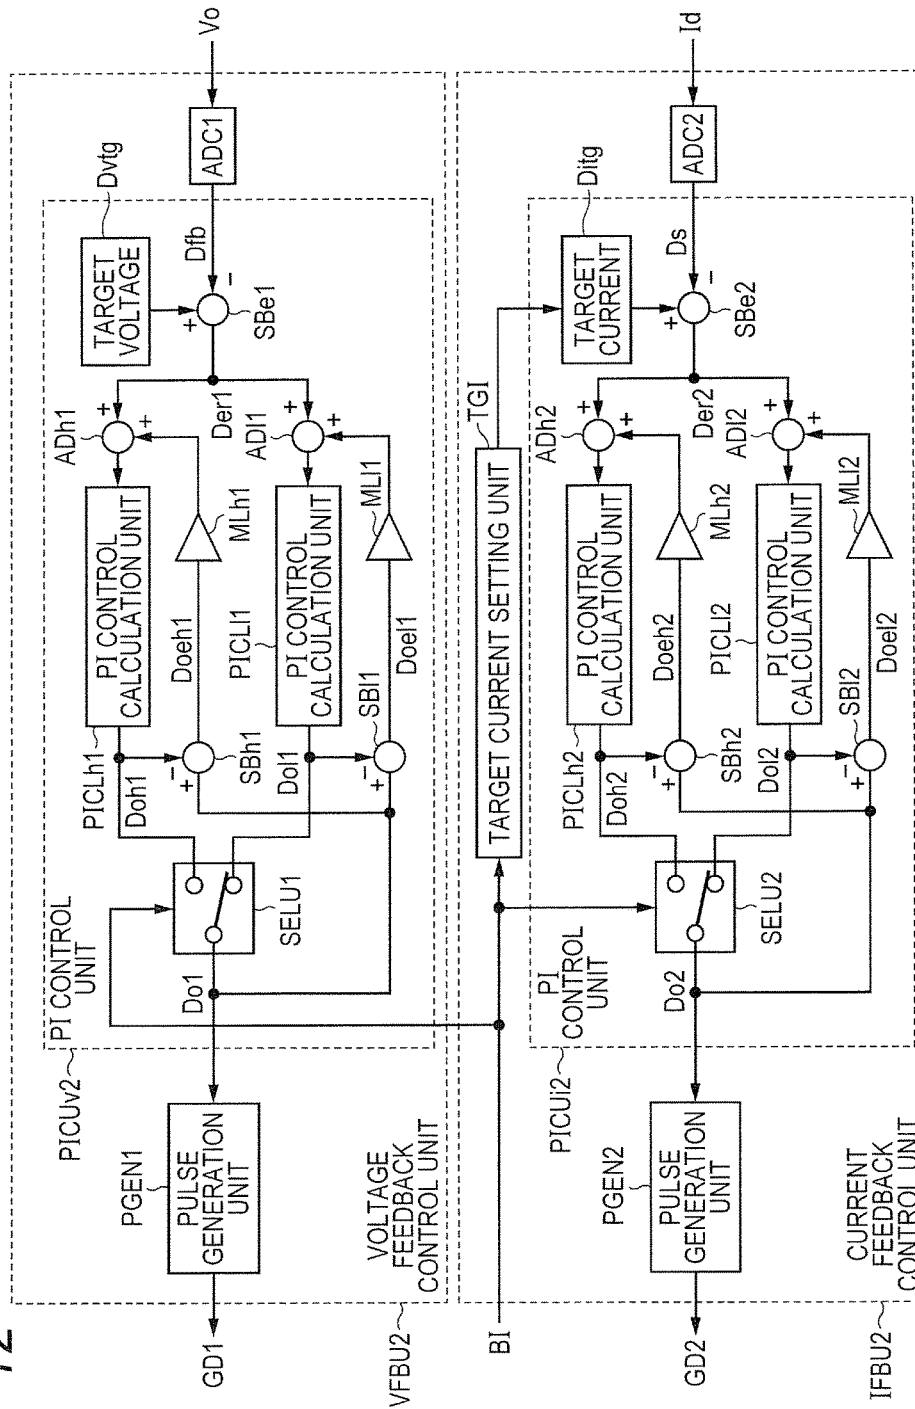 12
Vo
ADC1
Dvtg
TARGET
VOLTAGE
Dfb
+
−
SBe1
Der1
ADh1
+
+
ADl1
+
+
PI CONTROL
CALCULATION UNIT
MLh1
PI CONTROL
CALCULATION UNIT
MLl1
PICLh1
Doh1
Doeh1
PICLl1
Doel1
+
−
SBh1
Dol1
SBl1
+
−
SELU1
PI CONTROL
UNIT
Do1
PICUv2
PGEN1
PULSE
GENERATION
UNIT
VOLTAGE
FEEDBACK
CONTROL UNIT
GD1
VFBU2
BI
TARGET CURRENT SETTING UNIT
TGI
Id
ADC2
Ditg
TARGET
CURRENT
Ds
+
−
SBe2
Der2
ADh2
+
+
ADl2
+
+
PI CONTROL
CALCULATION UNIT
MLh2
PI CONTROL
CALCULATION UNIT
MLl2
PICLh2
Doh2
Doeh2
PICLl2
Doel2
+
−
SBh2
Dol2
SBl2
+
−
SELU2
PI
CONTROL
UNIT
Do2
PICUi2
PGEN2
PULSE
GENERATION
UNIT
CURRENT
FEEDBACK
CONTROL UNIT
GD2
IFBU2